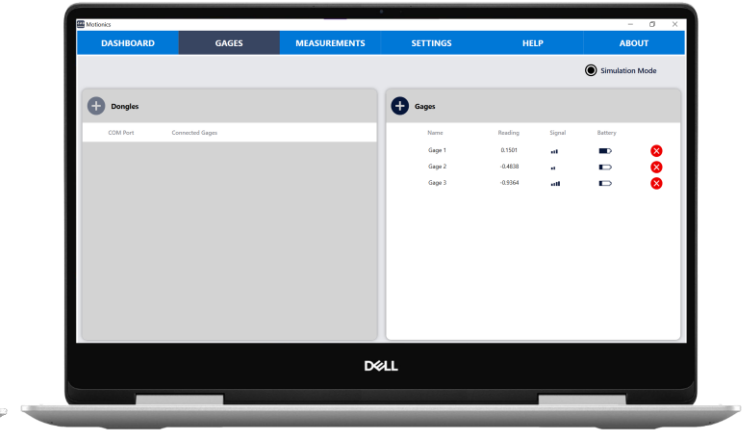 Motionics
DASHBOARD GAGES MEASUREMENTS SETTINGS HELP ABOUT
Simulation Mode
Dongles
COM Port Connected Gages
Gages
Name Reading Signal Battery
Gage 1 0.1501
Gage 2 -0.4838
Gage 3 -0.9364
DELL